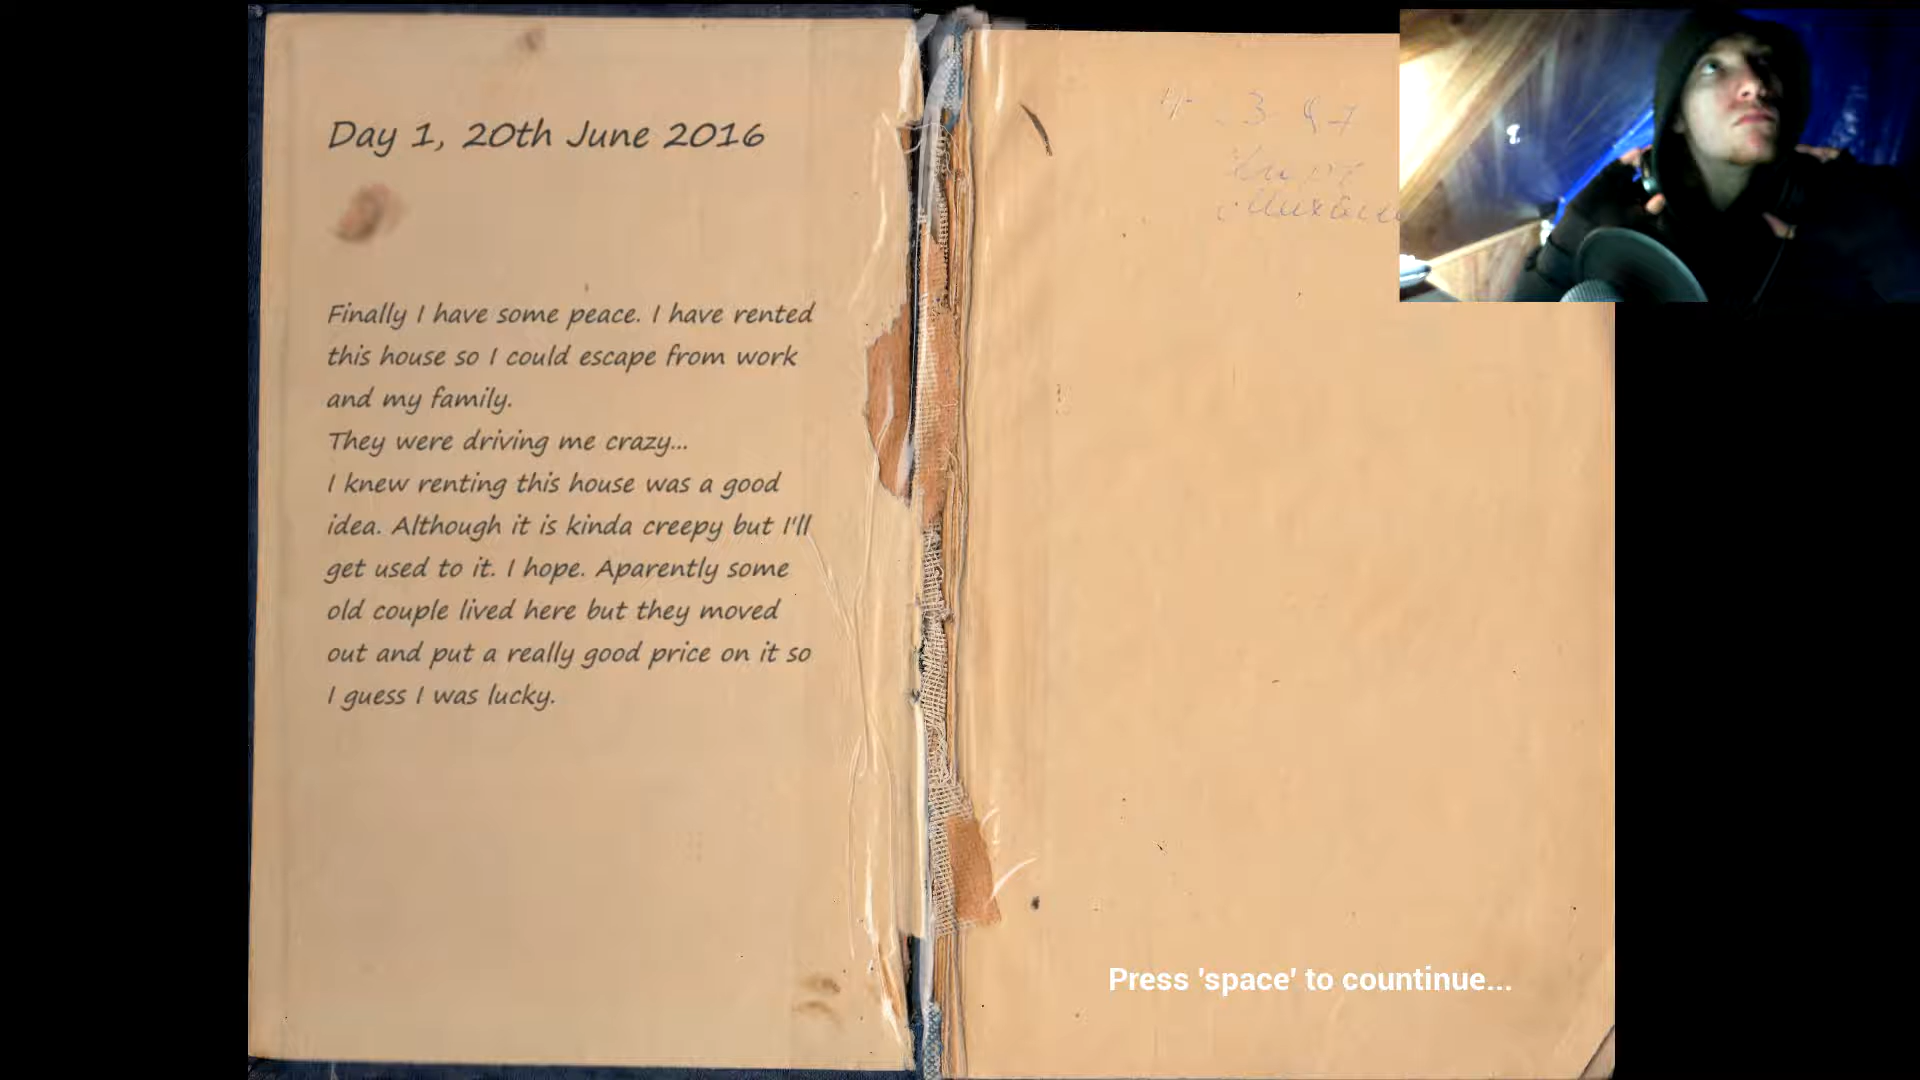 Day 1, 20th June 2016
Finally I have some peace. I have rented
this house so I could escape from work
and my family.
They were driving me crazy...
I knew renting this house was a good
idea. Although it is kinda creepy but I'll
get used to it. I hope. Aparently some
old couple lived here but they moved
out and put a really good price on it so
I guess I was lucky.
Press 'space' to countinue...